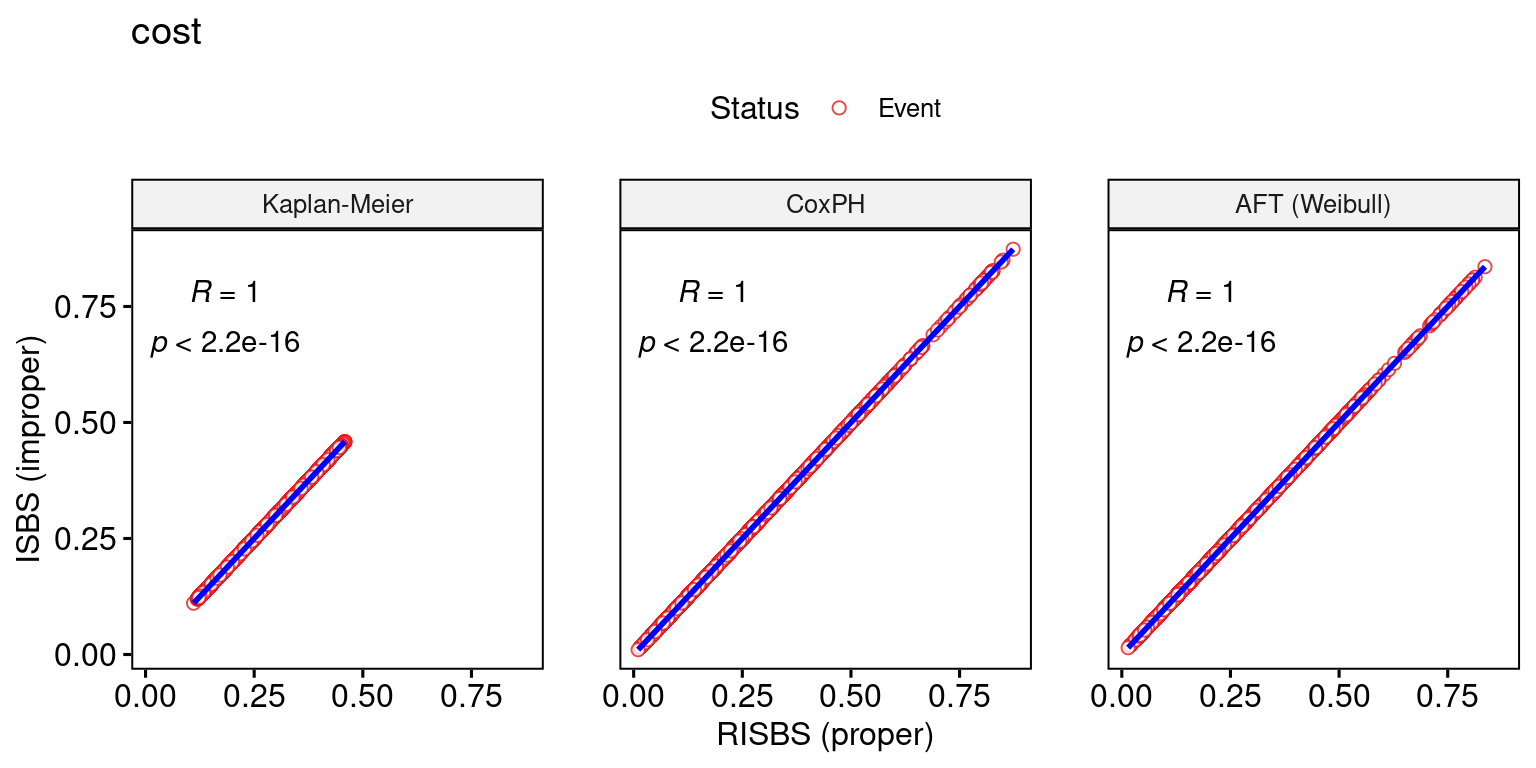 cost
Status Event
Kaplan-Meier CoxPH AFT (Weibull)
R = 1 R = 1 R = 1
p < 2.2e-16 p < 2.2e-16 p < 2.2e-16
ISBS (improper)
0.75
0.50
0.25
0.00
0.00 0.25 0.50 0.75 0.00 0.25 0.50 0.75 0.00 0.25 0.50 0.75
RISBS (proper)